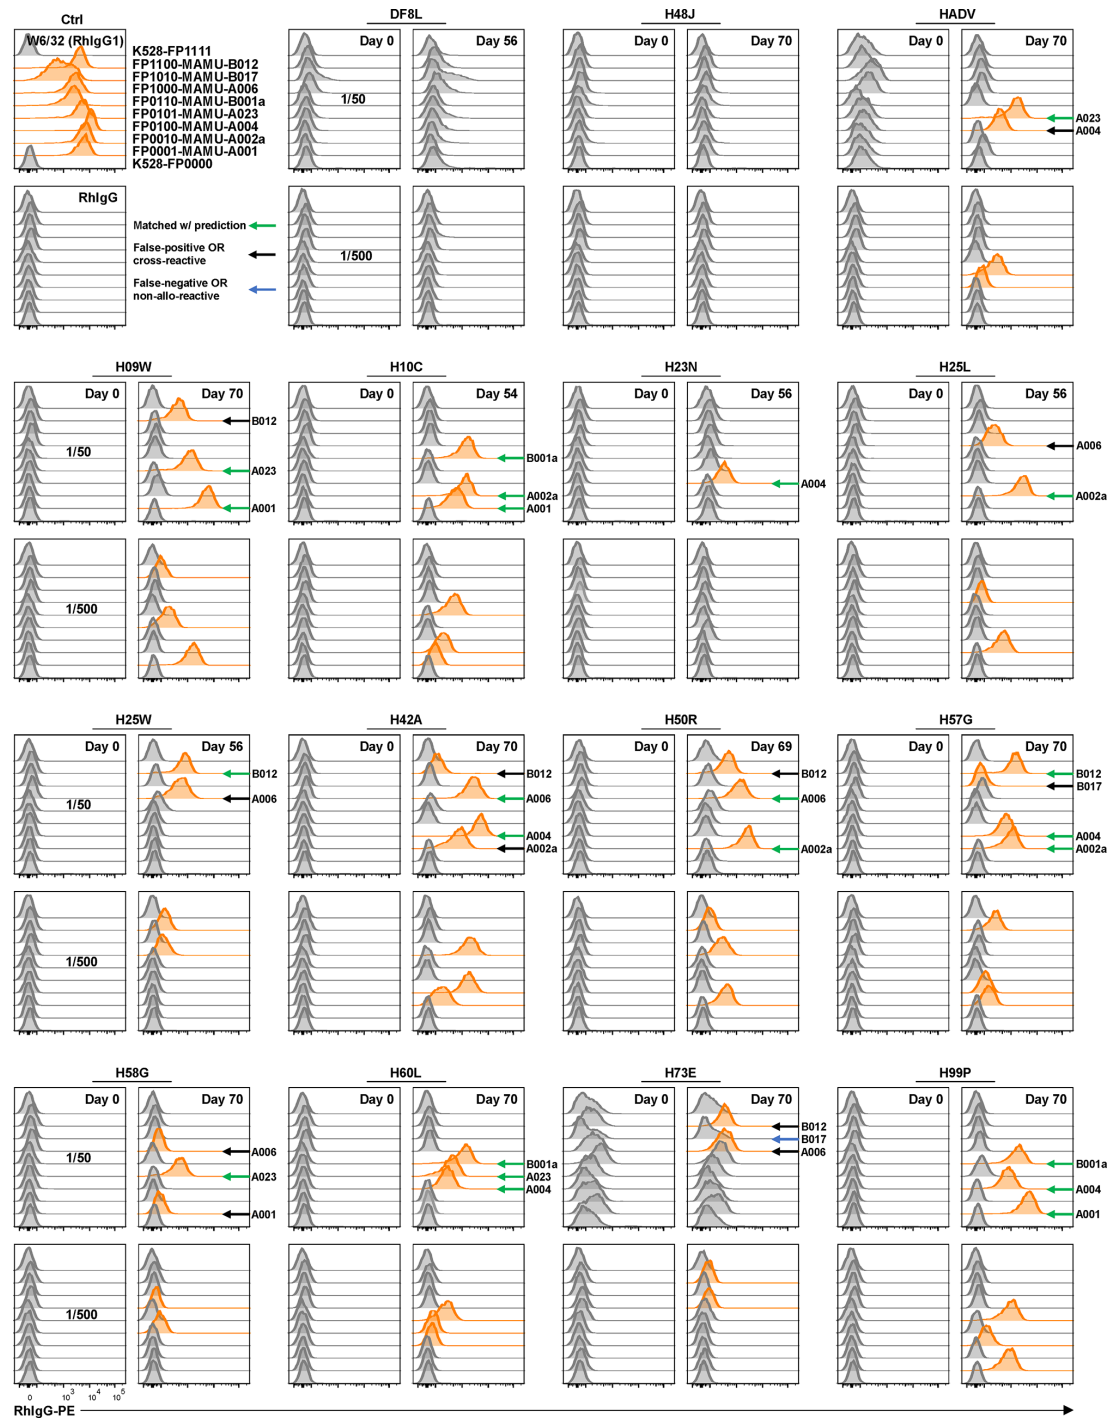 Ctrl
W6/32 (RhIgG1)
K528-FP1111
FP1100-MAMU-B012
FP1010-MAMU-B017
FP1000-MAMU-A006
FP0110-MAMU-B001a
FP0101-MAMU-A023
FP0100-MAMU-A004
FP0010-MAMU-A002a
FP0001-MAMU-A001
K528-FP0000
RhIgG
Matched w/ prediction
False-positive OR
cross-reactive
False-negative OR
non-allo-reactive
DF8L
Day 0
Day 56
1/50
1/500
H48J
Day 0
Day 70
HADV
Day 0
Day 70
A023
A004
H09W
Day 0
Day 70
1/50
B012
A023
A001
1/500
H10C
Day 0
Day 54
B001a
A002a
A001
H23N
Day 0
Day 56
A004
H25L
Day 0
Day 56
A006
A002a
H25W
Day 0
Day 56
1/50
B012
A006
1/500
H42A
Day 0
Day 70
B012
A006
A004
A002a
H50R
Day 0
Day 69
B012
A006
A002a
H57G
Day 0
Day 70
B012
B017
A004
A002a
H58G
Day 0
Day 70
1/50
A006
A023
A001
1/500
H60L
Day 0
Day 70
B001a
A023
A004
H73E
Day 0
Day 70
B012
B017
A006
H99P
Day 0
Day 70
B001a
A004
A001
0 10^3 10^4 10^5
RhIgG-PE